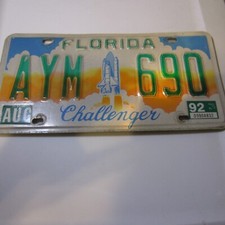 FLORIDA
AYM 690
AUG 92
Challenger